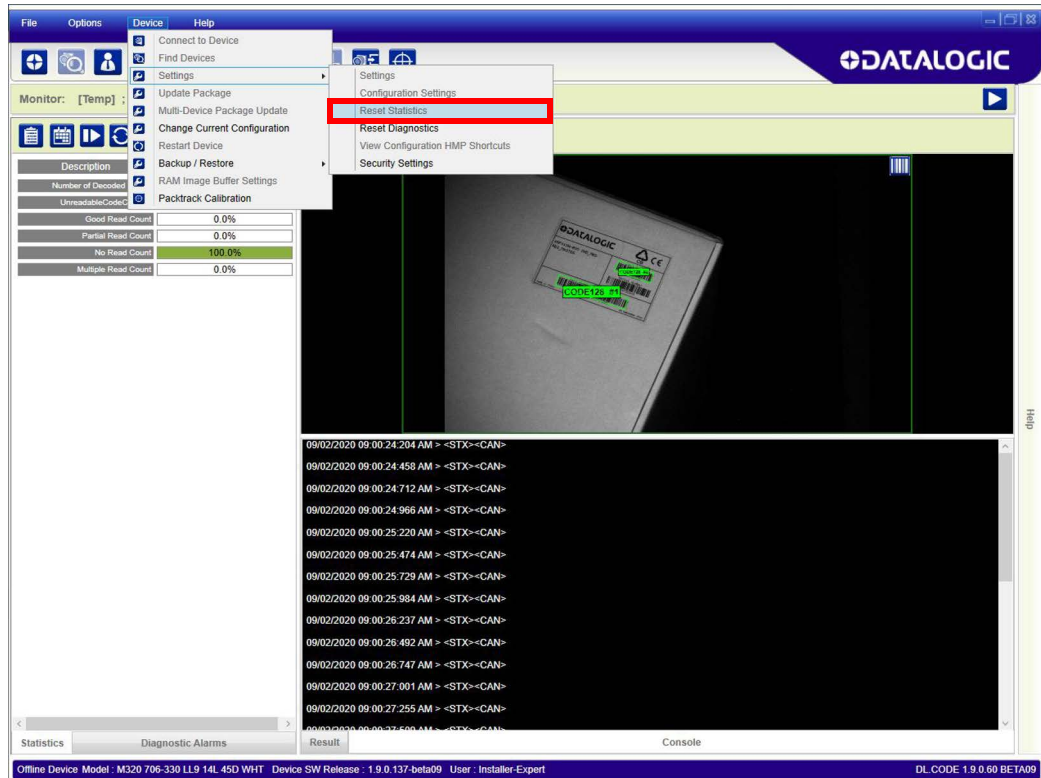 File Options Device Help
Connect to Device
Find Devices
Settings
Update Package
Multi-Device Package Update
Change Current Configuration
Restart Device
Backup / Restore
RAM Image Buffer Settings
Packtrack Calibration
Settings
Configuration Settings
Reset Statistics
Reset Diagnostics
View Configuration HMP Shortcuts
Security Settings
DATALOGIC
Monitor: [Temp] ;
Description
Number of Decoded
UnreadableCodeC
Good Read Count 0.0%
Partial Read Count 0.0%
No Read Count 100.0%
Multiple Read Count 0.0%
DATALOGIC
CE
CODE128 #1
Help
09/02/2020 09:00:24:204 AM > <STX><CAN>
09/02/2020 09:00:24:458 AM > <STX><CAN>
09/02/2020 09:00:24:712 AM > <STX><CAN>
09/02/2020 09:00:24:966 AM > <STX><CAN>
09/02/2020 09:00:25:220 AM > <STX><CAN>
09/02/2020 09:00:25:474 AM > <STX><CAN>
09/02/2020 09:00:25:729 AM > <STX><CAN>
09/02/2020 09:00:25:984 AM > <STX><CAN>
09/02/2020 09:00:26:237 AM > <STX><CAN>
09/02/2020 09:00:26:492 AM > <STX><CAN>
09/02/2020 09:00:26:747 AM > <STX><CAN>
09/02/2020 09:00:27:001 AM > <STX><CAN>
09/02/2020 09:00:27:255 AM > <STX><CAN>
Statistics Diagnostic Alarms Result Console
Offline Device Model : M320 706-330 LL9 14L 45D WHT Device SW Release : 1.9.0.137-beta09 User : Installer-Expert DL.CODE 1.9.0.60 BETA09